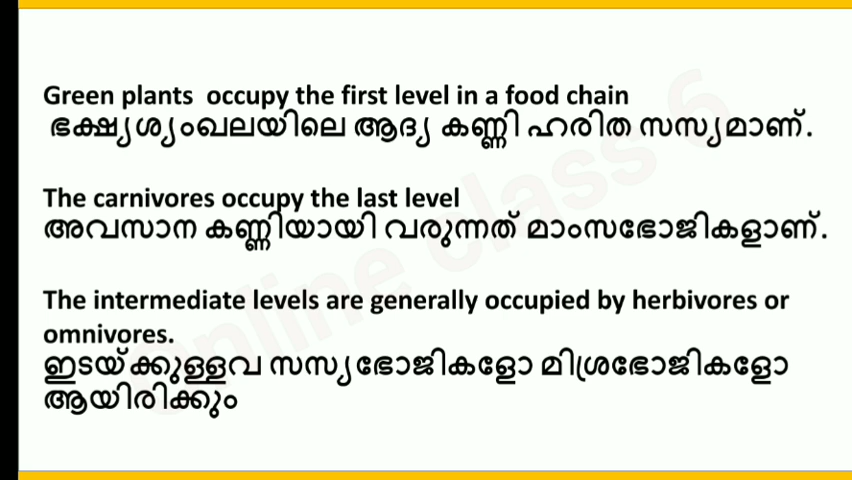 Green plants occupy the first level in a food chain
ഭക്ഷ്യശ്യംഖലയിലെ ആദ്യ കണ്ണി ഹരിത സസ്യമാണ്.
The carnivores occupy the last level
അവസാന കണ്ണിയായി വരുന്നത് മാംസഭോജികളാണ്.
The intermediate levels are generally occupied by herbivores or
omnivores.
ഇടയ്ക്കുള്ളവ സസ്യഭോജികളോ മിശ്രഭോജികളോ
ആയിരിക്കും
Online class 6